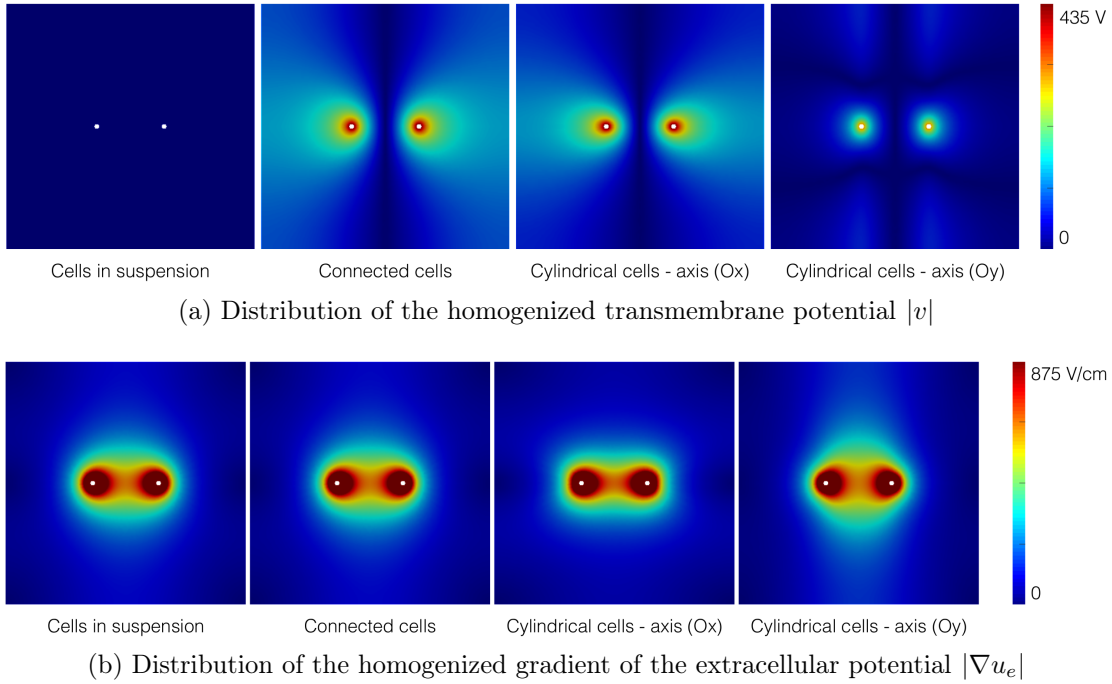 435 V
0
Cells in suspension
Connected cells
Cylindrical cells - axis (Ox)
Cylindrical cells - axis (Oy)
(a) Distribution of the homogenized transmembrane potential |v|
875 V/cm
0
Cells in suspension
Connected cells
Cylindrical cells - axis (Ox)
Cylindrical cells - axis (Oy)
(b) Distribution of the homogenized gradient of the extracellular potential |∇uₑ|